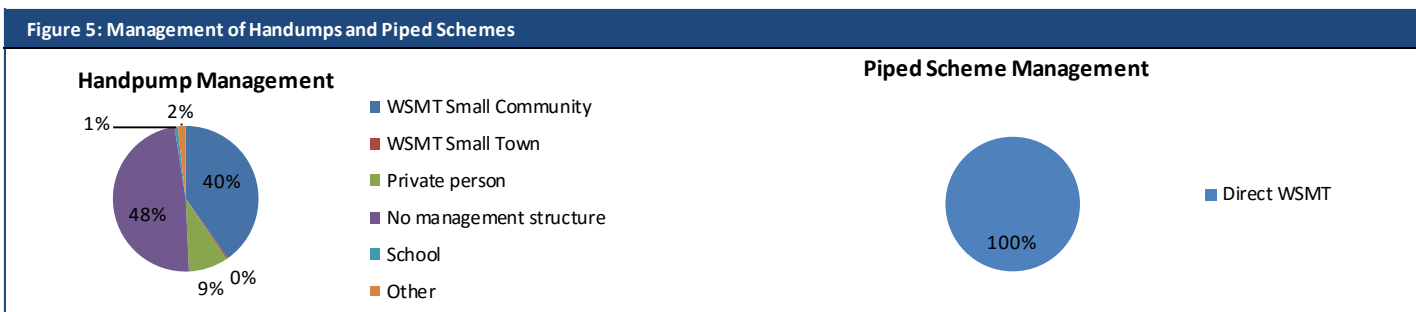 Figure 5: Management of Handumps and Piped Schemes
Handpump Management
1%
2%
40%
48%
0%
9%
WSMT Small Community
WSMT Small Town
Private person
No management structure
School
Other
Piped Scheme Management
100%
Direct WSMT